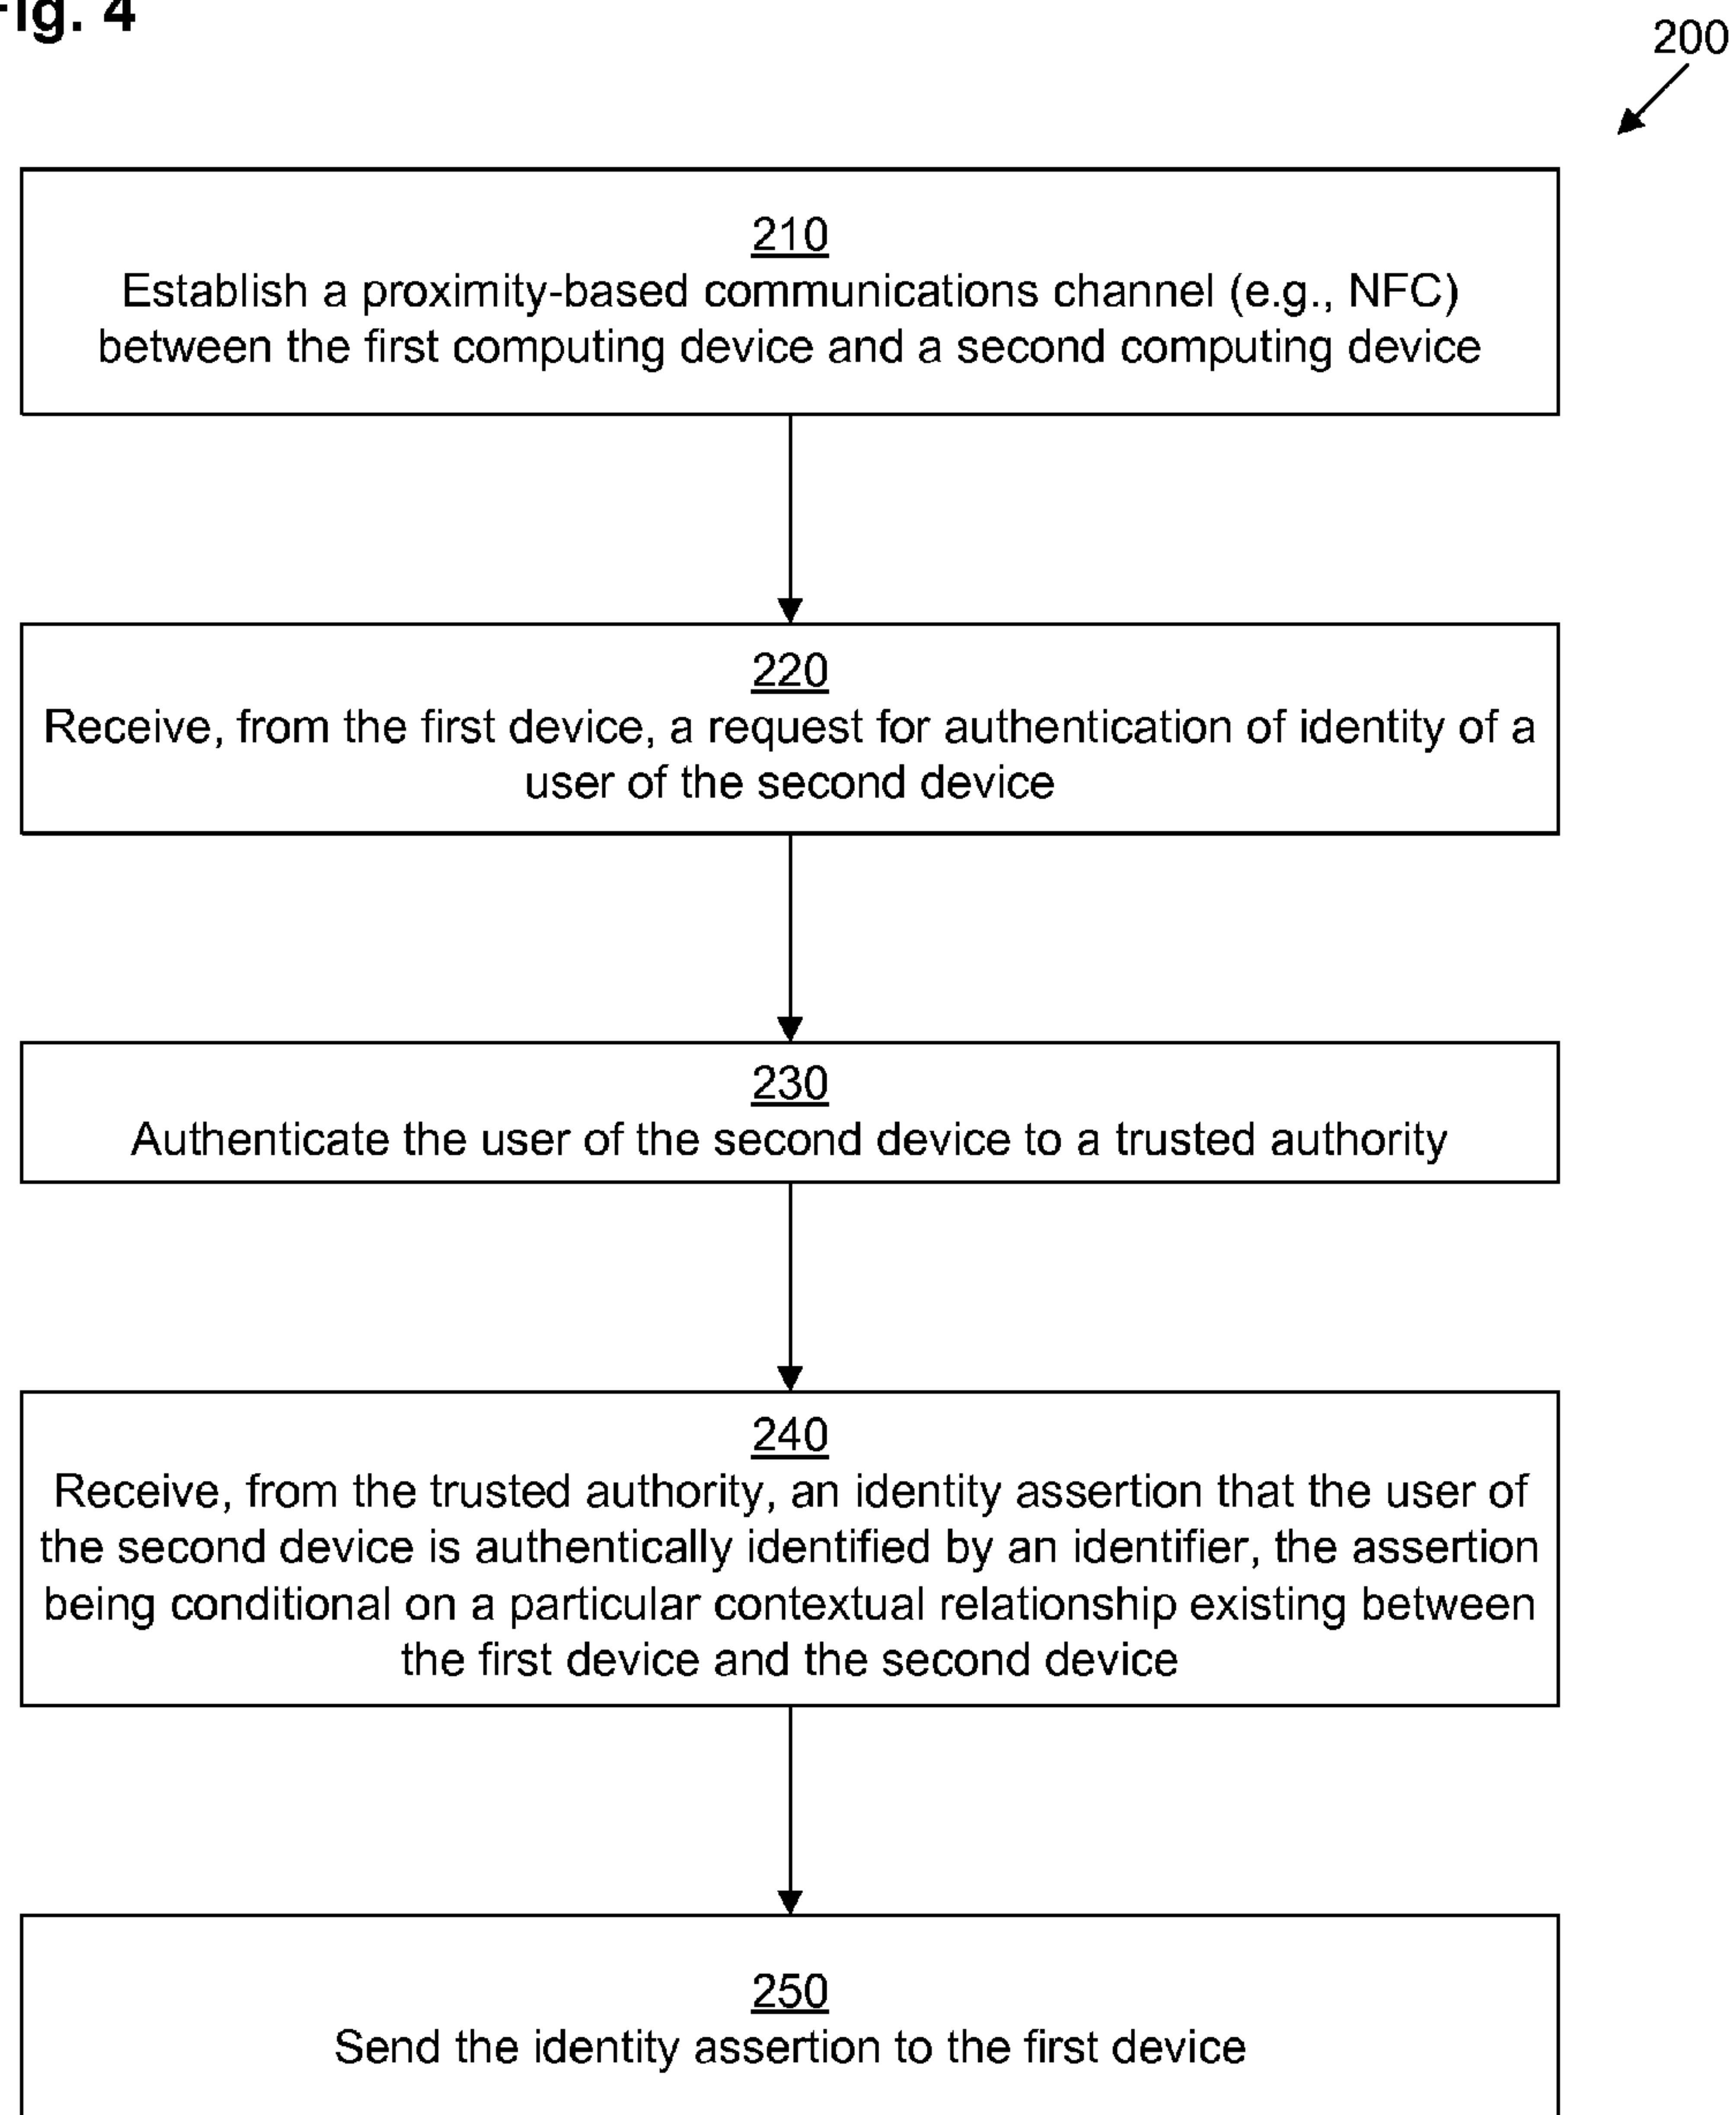 Fig. 4
200
210
Establish a proximity-based communications channel (e.g., NFC)
between the first computing device and a second computing device
220
Receive, from the first device, a request for authentication of identity of a
user of the second device
230
Authenticate the user of the second device to a trusted authority
240
Receive, from the trusted authority, an identity assertion that the user of
the second device is authentically identified by an identifier, the assertion
being conditional on a particular contextual relationship existing between
the first device and the second device
250
Send the identity assertion to the first device